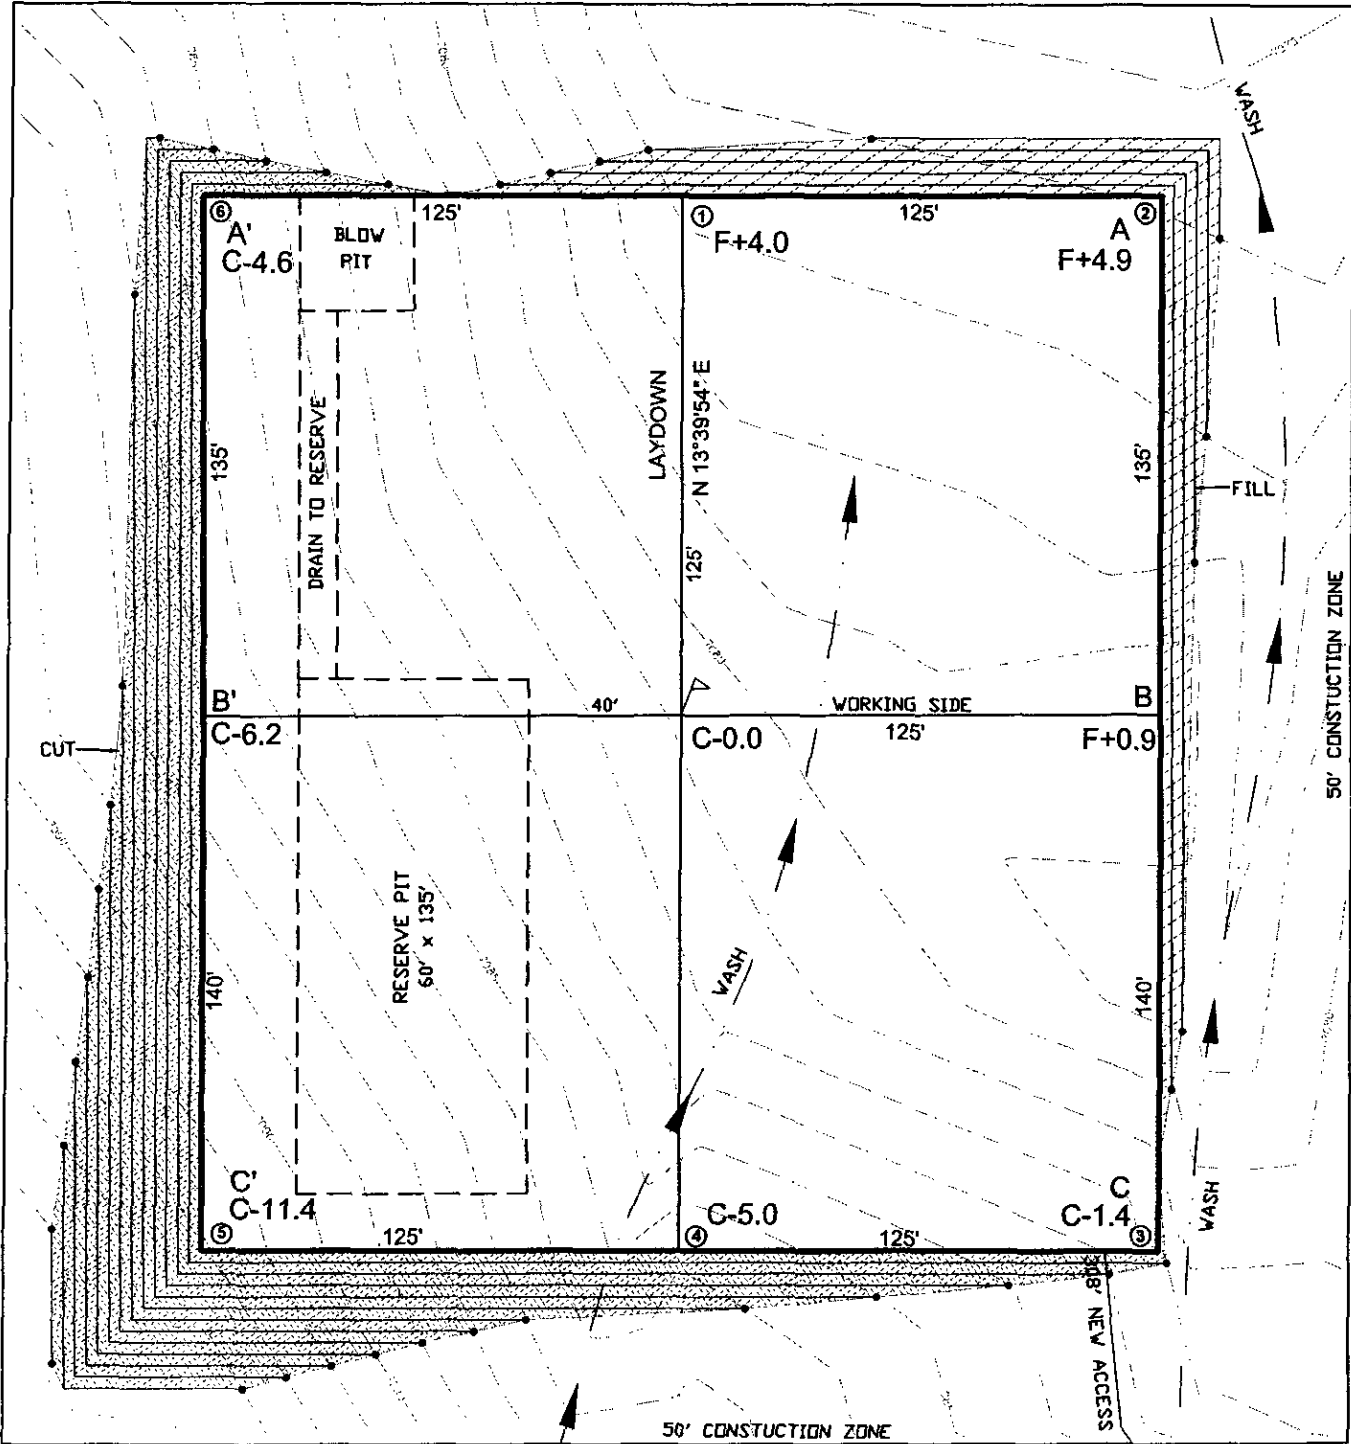 WASH
⑥
125'
①
125'
②
A'
C-4.6
BLOW
PIT
F+4.0
A
F+4.9
LAYDOWN
N 13°39'54" E
DRAIN TO RESERVE
135'
135'
FILL
125'
7080
50' CONSTUCTION ZONE
B'
40'
WORKING SIDE
B
CUT
C-6.2
C-0.0
125'
F+0.9
RESERVE PIT
60' x 135'
7085
WASH
140'
140'
7090
C'
C-11.4
C-5.0
C
C-1.4
WASH
⑤
125'
④
125'
③
308' NEW ACCESS
50' CONSTUCTION ZONE